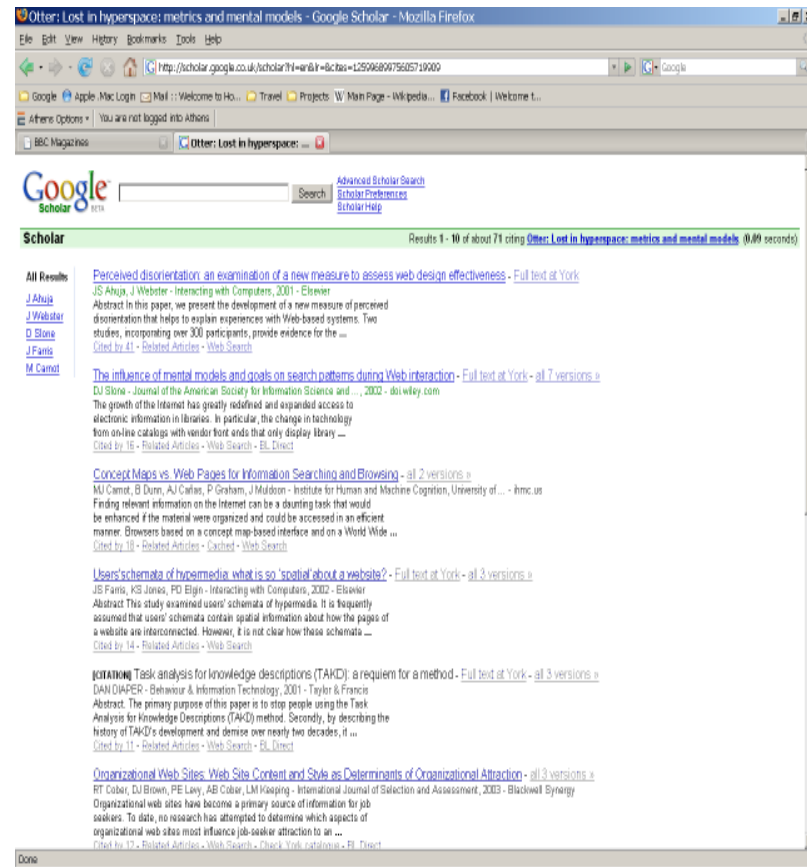 Otter: Lost in hyperspace: metrics and mental models - Google Scholar - Mozilla Firefox
File Edit View History Bookmarks Tools Help
http://scholar.google.co.uk/scholar?hl=en&lr=&cites=12599689975605719909
Google
Google Apple .Mac Login Mail :: Welcome to Ho... Travel Projects Main Page - Wikipedia... Facebook | Welcome t...
Athens Options You are not logged into Athens
BBC Magazines Otter: Lost in hyperspace: ...
Google Scholar BETA
Search
Advanced Scholar Search
Scholar Preferences
Scholar Help
Scholar Results 1 - 10 of about 71 citing Otter: Lost in hyperspace: metrics and mental models (0.09 seconds)
All Results
J Ahuja
J Webster
D Slone
J Farris
M Carnot
Perceived disorientation: an examination of a new measure to assess web design effectiveness - Full text at York
JS Ahuja, J Webster - Interacting with Computers, 2001 - Elsevier
Abstract In this paper, we present the development of a new measure of perceived
disorientation that helps to explain experiences with Web-based systems. Two
studies, incorporating over 300 participants, provide evidence for the ...
Cited by 41 - Related Articles - Web Search
The influence of mental models and goals on search patterns during Web interaction - Full text at York - all 7 versions »
DJ Slone - Journal of the American Society for Information Science and ..., 2002 - doi.wiley.com
The growth of the Internet has greatly redefined and expanded access to
electronic information in libraries. In particular, the change in technology
from on-line catalogs with vendor front ends that only display library ...
Cited by 16 - Related Articles - Web Search - BL Direct
Concept Maps vs. Web Pages for Information Searching and Browsing - all 2 versions »
MJ Carnot, B Dunn, AJ Cañas, P Graham, J Muldoon - Institute for Human and Machine Cognition, University of ... - ihmc.us
Finding relevant information on the Internet can be a daunting task that would
be enhanced if the material were organized and could be accessed in an efficient
manner. Browsers based on a concept map-based interface and on a World Wide ...
Cited by 18 - Related Articles - Cached - Web Search
Users'schemata of hypermedia: what is so 'spatial'about a website? - Full text at York - all 3 versions »
JS Farris, KS Jones, PD Elgin - Interacting with Computers, 2002 - Elsevier
Abstract This study examined users' schemata of hypermedia. It is frequently
assumed that users' schemata contain spatial information about how the pages of
a website are interconnected. However, it is not clear how these schemata ...
Cited by 14 - Related Articles - Web Search
[CITATION] Task analysis for knowledge descriptions (TAKD): a requiem for a method - Full text at York - all 3 versions »
DAN DIAPER - Behaviour & Information Technology, 2001 - Taylor & Francis
Abstract. The primary purpose of this paper is to stop people using the Task
Analysis for Knowledge Descriptions (TAKD) method. Secondly, by describing the
history of TAKD's development and demise over nearly two decades, it ...
Cited by 11 - Related Articles - Web Search - BL Direct
Organizational Web Sites: Web Site Content and Style as Determinants of Organizational Attraction - all 3 versions »
RT Cober, DJ Brown, PE Levy, AB Cober, LM Keeping - International Journal of Selection and Assessment, 2003 - Blackwell Synergy
Organizational web sites have become a primary source of information for job
seekers. To date, no research has attempted to determine which aspects of
organizational web sites most influence job-seeker attraction to an ...
Cited by 12 - Related Articles - Web Search - Check York catalogue - BL Direct
Done